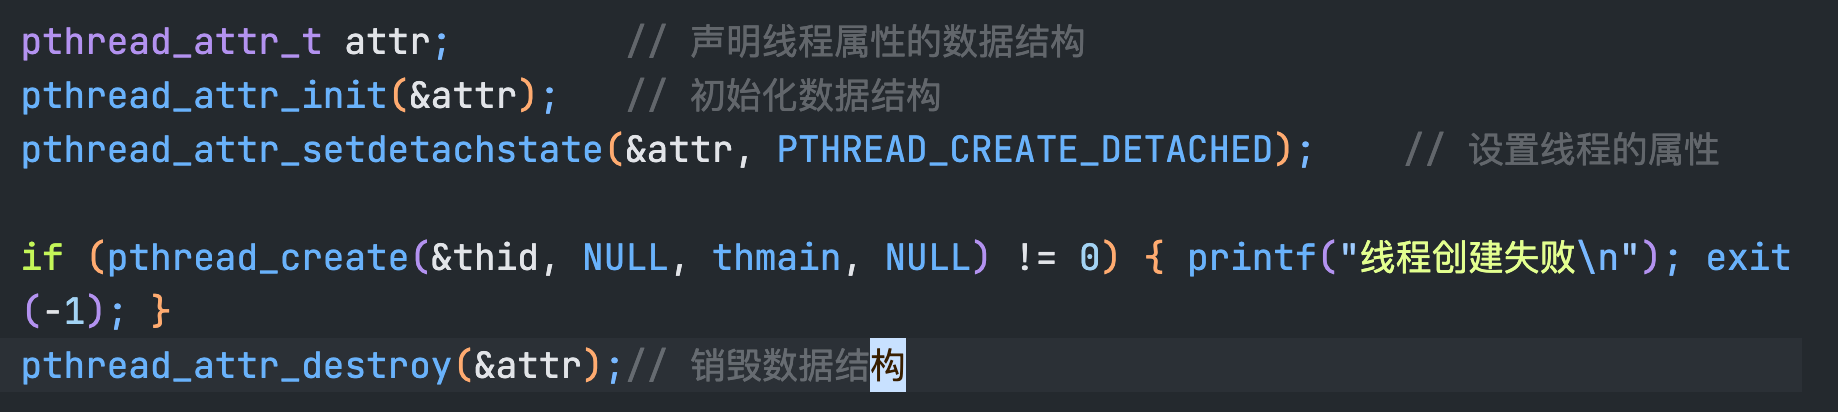 pthread_attr_t attr;          // 声明线程属性的数据结构
pthread_attr_init(&attr);    // 初始化数据结构
pthread_attr_setdetachstate(&attr, PTHREAD_CREATE_DETACHED);     // 设置线程的属性
if (pthread_create(&thid, NULL, thmain, NULL) != 0) { printf("线程创建失败\n"); exit
(-1); }
pthread_attr_destroy(&attr);// 销毁数据结构